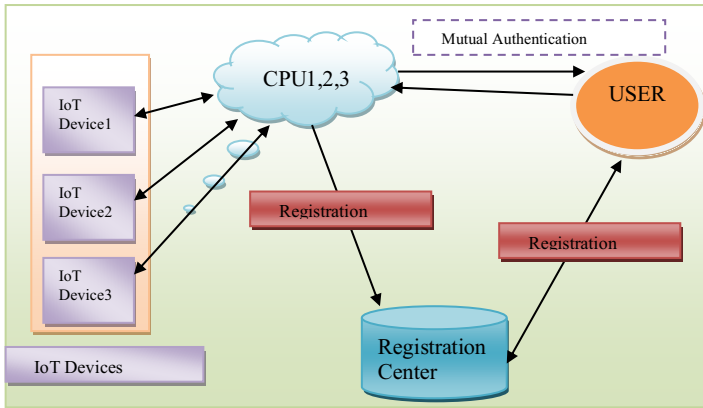 Mutual Authentication
CPU1,2,3
USER
IoT
Device1
IoT
Device2
IoT
Device3
Registration
Registration
Registration
Center
IoT Devices